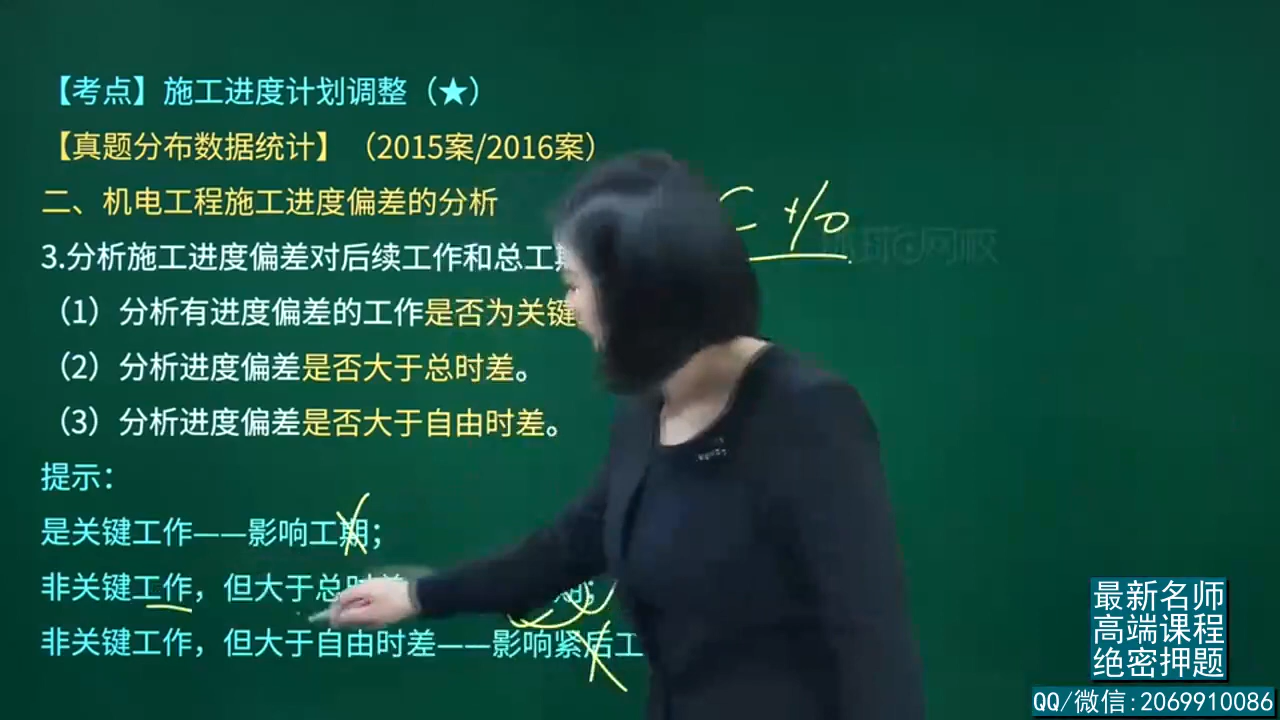 【考点】施工进度计划调整（★）
【真题分布数据统计】（2015案/2016案）
二、机电工程施工进度偏差的分析
3.分析施工进度偏差对后续工作和总工期
（1）分析有进度偏差的工作是否为关键
（2）分析进度偏差是否大于总时差。
（3）分析进度偏差是否大于自由时差。
提示：
是关键工作——影响工期；
非关键工作，但大于总时差
非关键工作，但大于自由时差——影响紧后工
环球网校
最新名师
高端课程
绝密押题
QQ/微信:2069910086